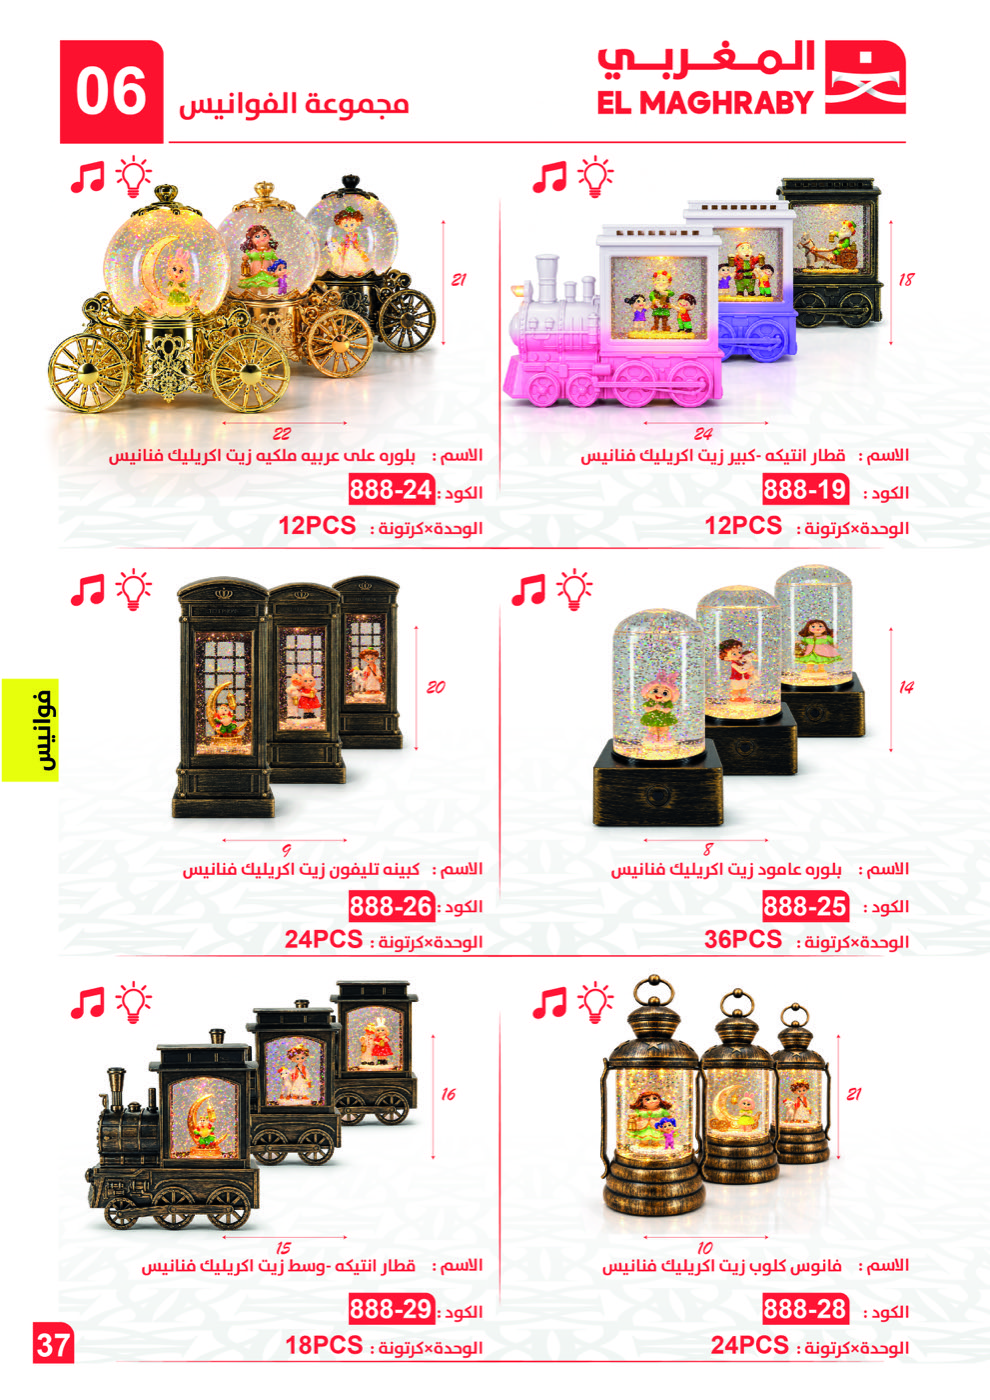 المـغـربي
EL MAGHRABY
06
مجموعة الفوانيس
18
24
الاسم : قطار انتيكه -كبير زيت اكريليك فنانيس
الكود : 888-19
الوحدة×كرتونة : 12PCS
21
22
الاسم : بلوره على عربيه ملكيه زيت اكريليك فنانيس
الكود : 888-24
الوحدة×كرتونة : 12PCS
14
8
الاسم : بلوره عامود زيت اكريليك فنانيس
الكود : 888-25
الوحدة×كرتونة : 36PCS
20
9
الاسم : كبينه تليفون زيت اكريليك فنانيس
الكود : 888-26
الوحدة×كرتونة : 24PCS
فوانيس
21
10
الاسم : فانوس كلوب زيت اكريليك فنانيس
الكود : 888-28
الوحدة×كرتونة : 24PCS
16
15
الاسم : قطار انتيكه -وسط زيت اكريليك فنانيس
الكود : 888-29
الوحدة×كرتونة : 18PCS
37